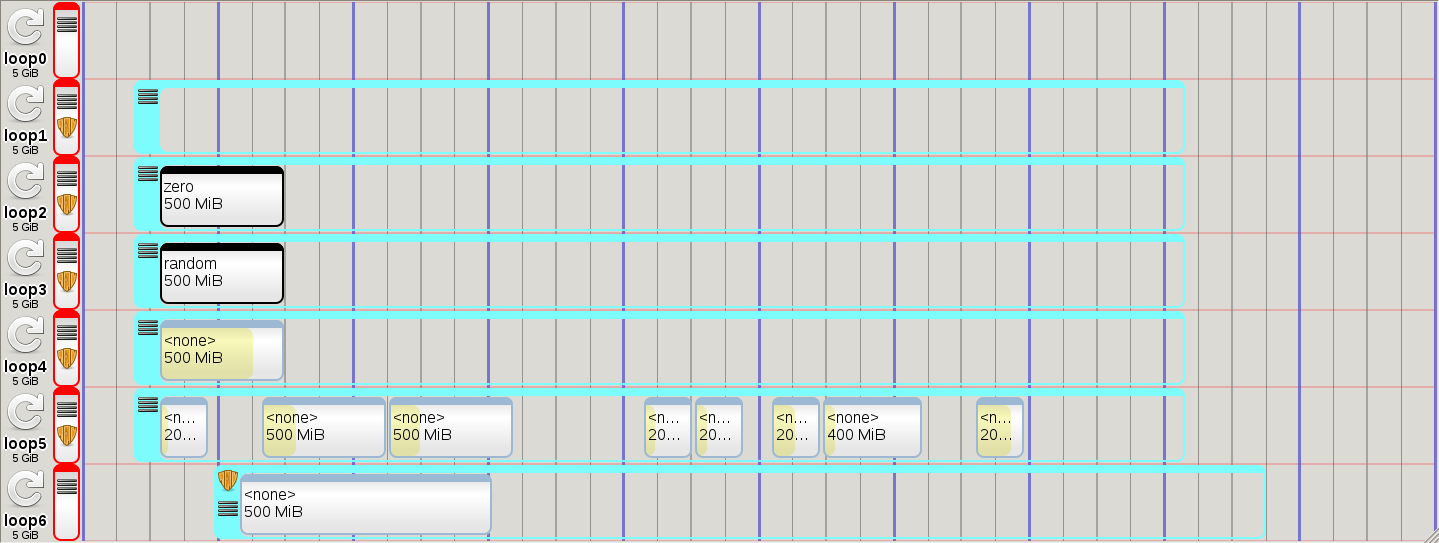 loop0
5 GiB
loop1
5 GiB
loop2
5 GiB
zero
500 MiB
loop3
5 GiB
random
500 MiB
loop4
5 GiB
<none>
500 MiB
loop5
5 GiB
<n...
20...
<none>
500 MiB
<none>
500 MiB
<n...
20...
<n...
20...
<n...
20...
<none>
400 MiB
<n...
20...
loop6
5 GiB
<none>
500 MiB